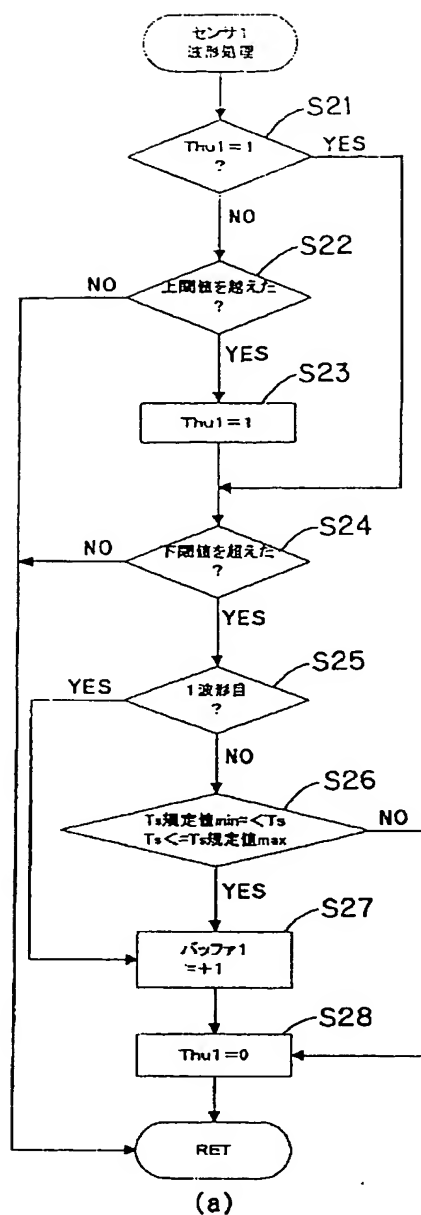 センサ1
波形処理
S21
Thu1=1
?
YES
NO
S22
上閾値を越えた
?
NO
YES
S23
Thu1=1
S24
下閾値を超えた
?
NO
YES
S25
1波形目
?
YES
NO
S26
Ts規定値min=<Ts
Ts<=Ts規定値max
NO
YES
S27
バッファ1
=+1
S28
Thu1=0
RET
(a)